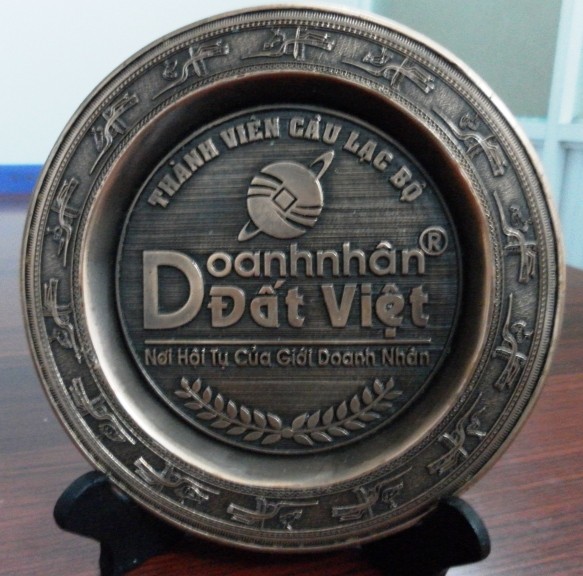 THÀNH VIÊN CÂU LẠC BỘ
Doanhnhân®
Đất Việt
Nơi Hội Tụ Của Giới Doanh Nhân